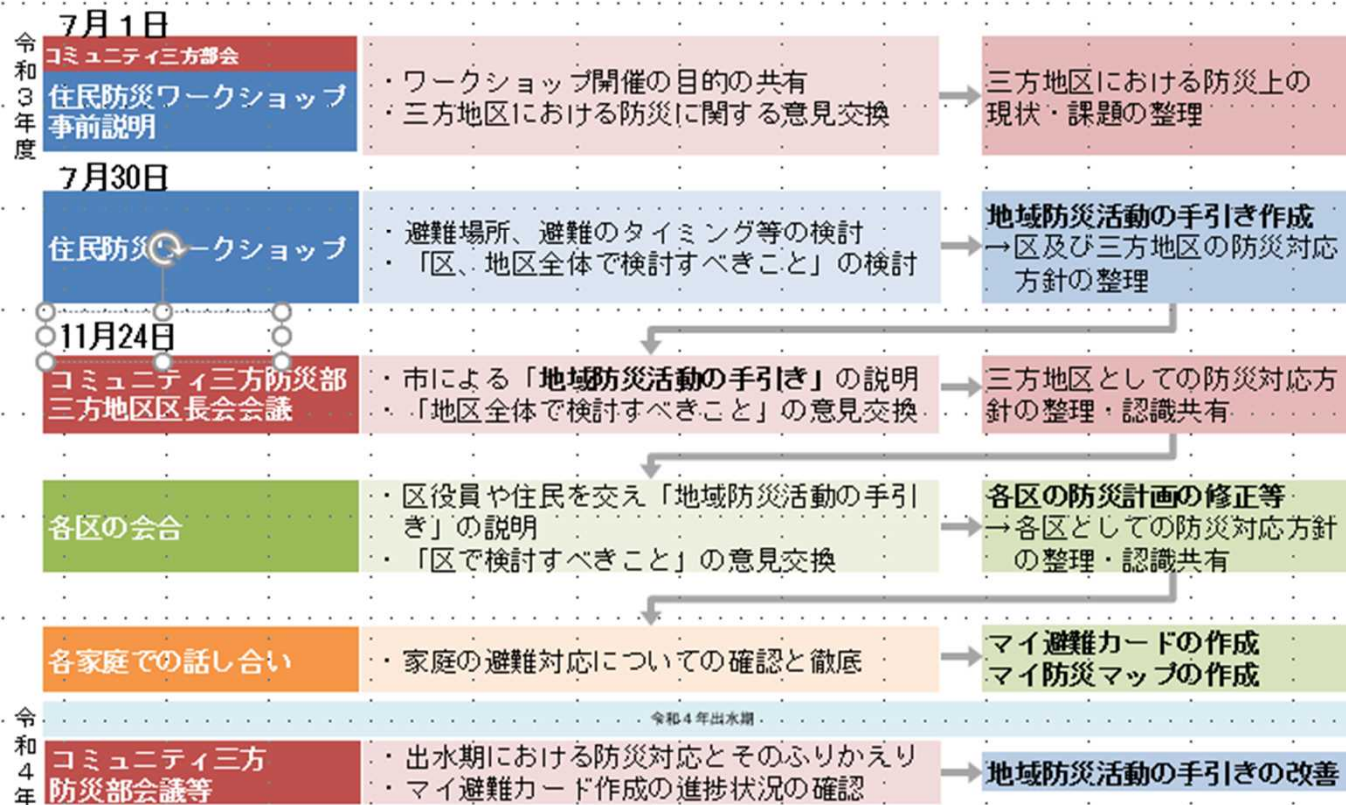 令和3年度
7月1日
コミュニティ三方部会
住民防災ワークショップ
事前説明
・ワークショップ開催の目的の共有
・三方地区における防災に関する意見交換
三方地区における防災上の
現状・課題の整理
7月30日
住民防災ワークショップ
・避難場所、避難のタイミング等の検討
・「区、地区全体で検討すべきこと」の検討
地域防災活動の手引き作成
→区及び三方地区の防災対応
方針の整理
11月24日
コミュニティ三方防災部
三方地区区長会会議
・市による「地域防災活動の手引き」の説明
・「地区全体で検討すべきこと」の意見交換
三方地区としての防災対応方
針の整理・認識共有
各区の会合
・区役員や住民を交え「地域防災活動の手引
き」の説明
・「区で検討すべきこと」の意見交換
各区の防災計画の修正等
→各区としての防災対応方針
の整理・認識共有
各家庭での話し合い
・家庭の避難対応についての確認と徹底
マイ避難カードの作成
マイ防災マップの作成
令和4年出水期
令和4年
コミュニティ三方
防災部会議等
・出水期における防災対応とそのふりかえり
・マイ避難カード作成の進捗状況の確認
地域防災活動の手引きの改善